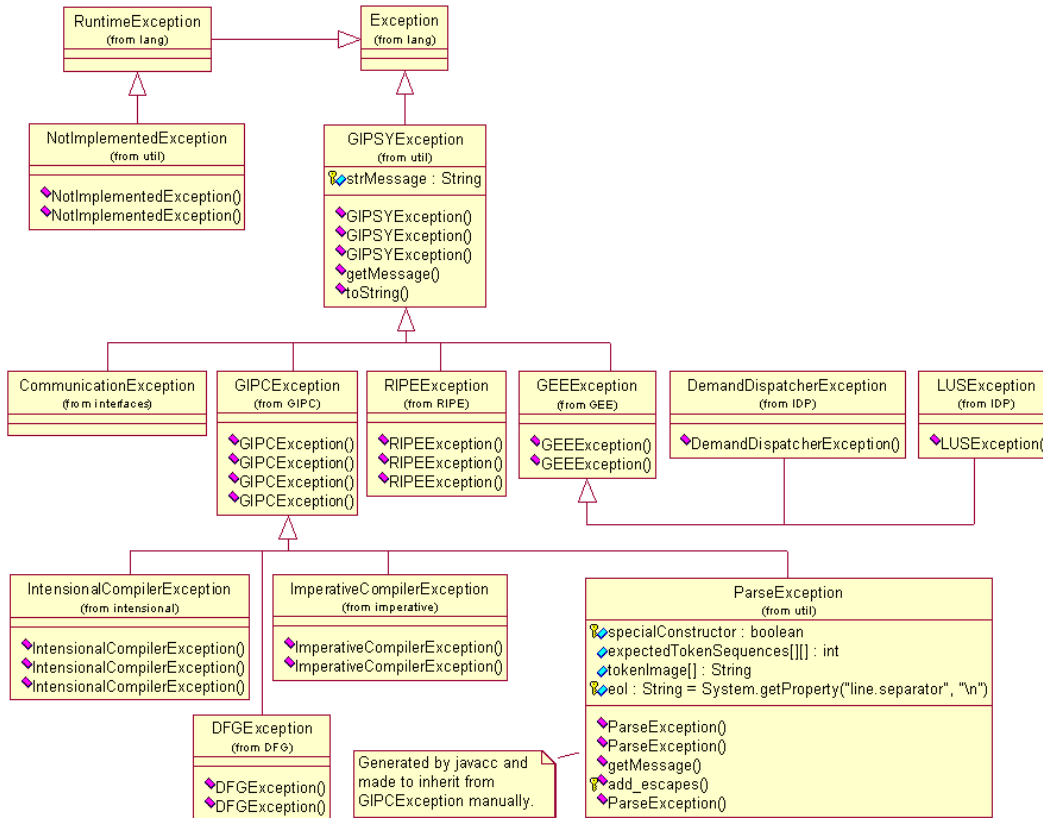 RuntimeException
(from lang)
Exception
(from lang)
NotImplementedException
(from util)
NotImplementedException()
NotImplementedException()
GIPSYException
(from util)
strMessage : String
GIPSYException()
GIPSYException()
GIPSYException()
getMessage()
toString()
CommunicationException
(from interfaces)
GIPCException
(from GIPC)
GIPCException()
GIPCException()
GIPCException()
GIPCException()
RIPEException
(from RIPE)
RIPEException()
RIPEException()
RIPEException()
GEEException
(from GEE)
GEEException()
GEEException()
DemandDispatcherException
(from IDP)
DemandDispatcherException()
LUSException
(from IDP)
LUSException()
IntensionalCompilerException
(from intensional)
IntensionalCompilerException()
IntensionalCompilerException()
IntensionalCompilerException()
ImperativeCompilerException
(from imperative)
ImperativeCompilerException()
ImperativeCompilerException()
ParseException
(from util)
specialConstructor : boolean
expectedTokenSequences[][] : int
tokenImage[] : String
eol : String = System.getProperty("line.separator", "\n")
ParseException()
ParseException()
getMessage()
add_escapes()
ParseException()
DFGException
(from DFG)
DFGException()
DFGException()
Generated by javacc and
made to inherit from
GIPCException manually.